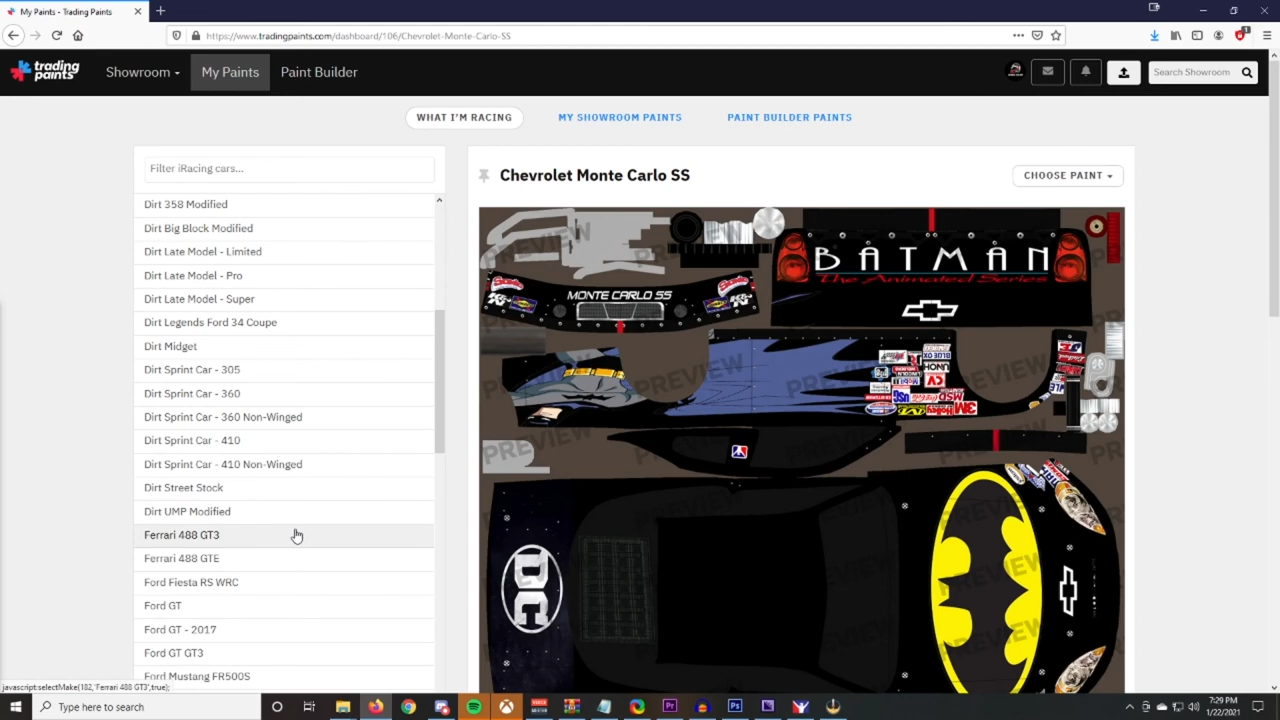 My Paints - Trading Paints
https://www.tradingpaints.com/dashboard/106/Chevrolet-Monte-Carlo-SS
trading paints
Showroom
My Paints
Paint Builder
Search Showroom
WHAT I'M RACING
MY SHOWROOM PAINTS
PAINT BUILDER PAINTS
Filter iRacing cars...
Dirt 358 Modified
Dirt Big Block Modified
Dirt Late Model - Limited
Dirt Late Model - Pro
Dirt Late Model - Super
Dirt Legends Ford 34 Coupe
Dirt Midget
Dirt Sprint Car - 305
Dirt Sprint Car - 360
Dirt Sprint Car - 360 Non-Winged
Dirt Sprint Car - 410
Dirt Sprint Car - 410 Non-Winged
Dirt Street Stock
Dirt UMP Modified
Ferrari 488 GT3
Ferrari 488 GTE
Ford Fiesta RS WRC
Ford GT
Ford GT - 2017
Ford GT GT3
Ford Mustang FR500S
Chevrolet Monte Carlo SS
CHOOSE PAINT
BATMAN
The Animated Series
MONTE CARLO SS
PREVIEW
PREVIEW
PREVIEW
PREVIEW
PREVIEW
PREVIEW
3M
DC
javascript:selectMake(182,'Ferrari 488 GT3',true);
Type here to search
7:29 PM
1/22/2021